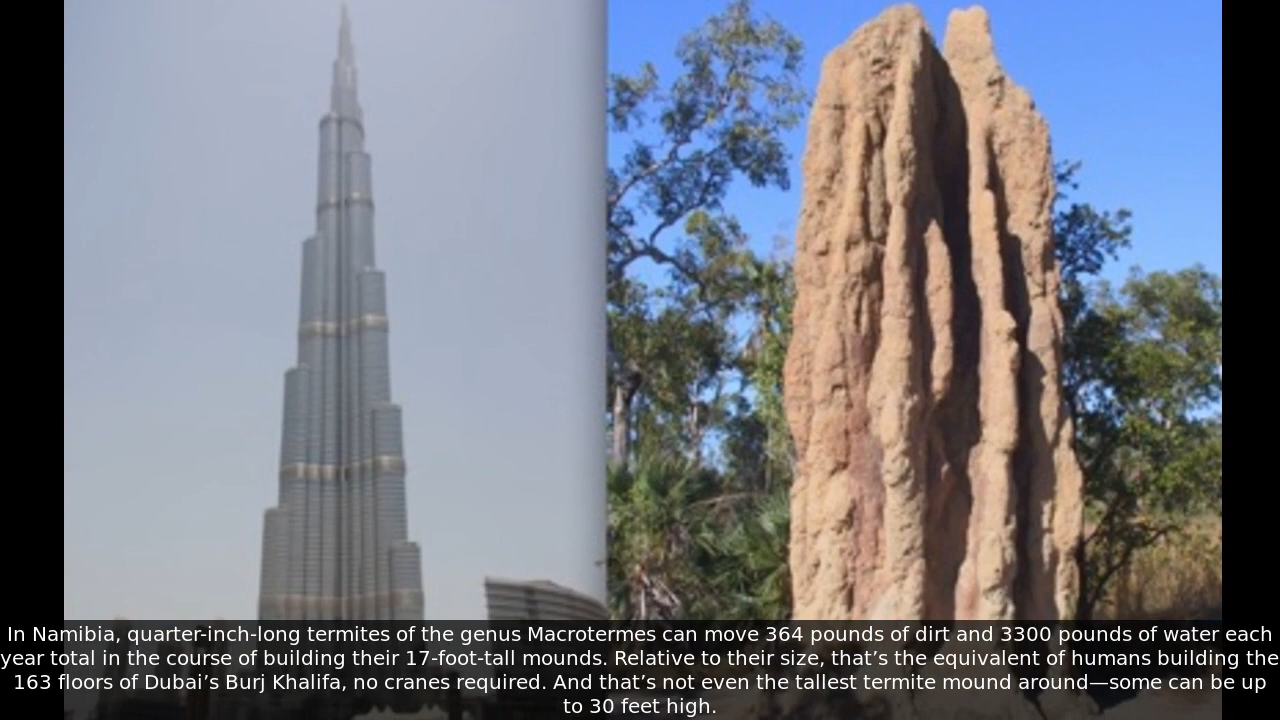 In Namibia, quarter-inch-long termites of the genus Macrotermes can move 364 pounds of dirt and 3300 pounds of water each
year total in the course of building their 17-foot-tall mounds. Relative to their size, that’s the equivalent of humans building the
163 floors of Dubai’s Burj Khalifa, no cranes required. And that’s not even the tallest termite mound around—some can be up
to 30 feet high.